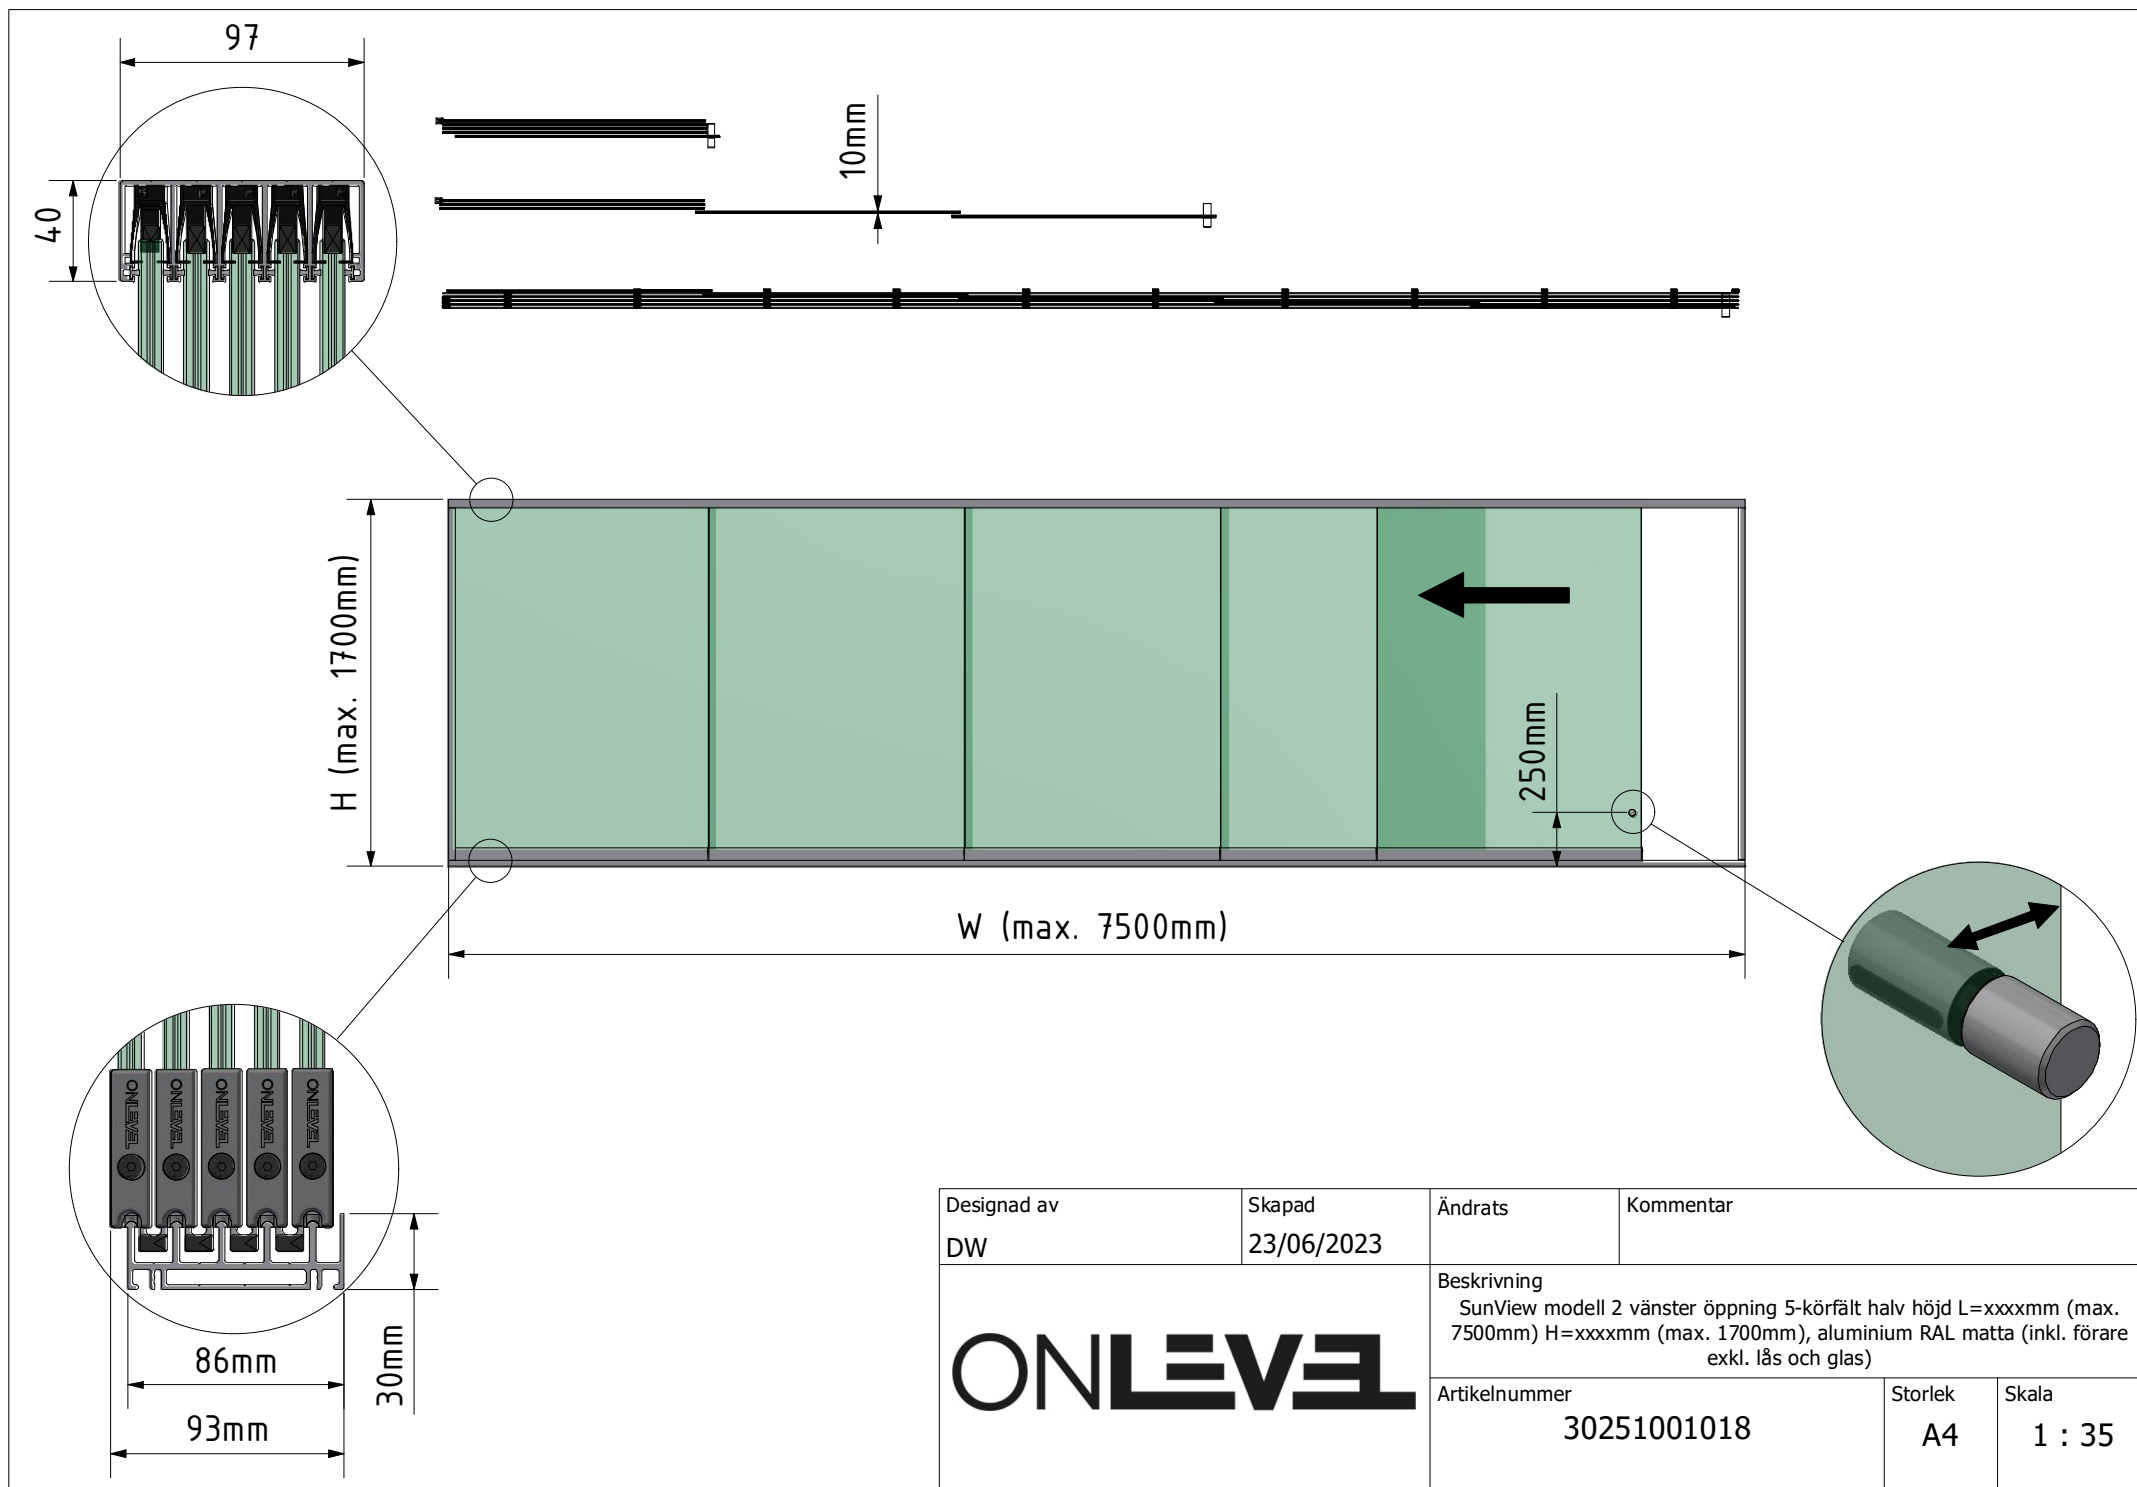 97
40
10mm
H (max. 1700mm)
250mm
W (max. 7500mm)
ONLEVEL
ONLEVEL
ONLEVEL
ONLEVEL
ONLEVEL
30mm
86mm
93mm
Designad av
DW
Skapad
23/06/2023
Ändrats
Kommentar
ONLEVEL
Beskrivning
SunView modell 2 vänster öppning 5-körfält halv höjd L=xxxxmm (max.
7500mm) H=xxxxmm (max. 1700mm), aluminium RAL matta (inkl. förare
exkl. lås och glas)
Artikelnummer
30251001018
Storlek
A4
Skala
1 : 35